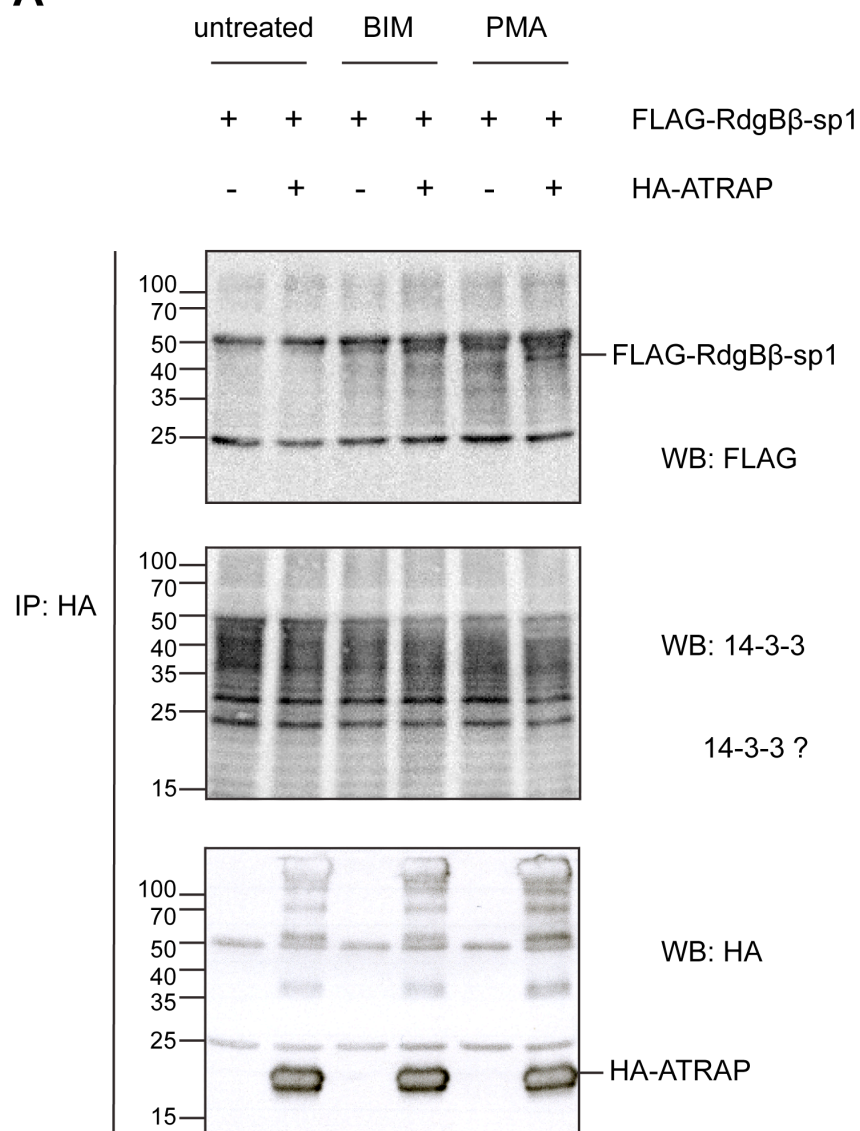 A
untreated BIM PMA
+ + + + + + FLAG-RdgBβ-sp1
- + - + - + HA-ATRAP
IP: HA
100
70
50
FLAG-RdgBβ-sp1
40
35
25
WB: FLAG
100
70
50
40
WB: 14-3-3
35
25
14-3-3 ?
15
100
70
50
WB: HA
40
35
25
HA-ATRAP
15